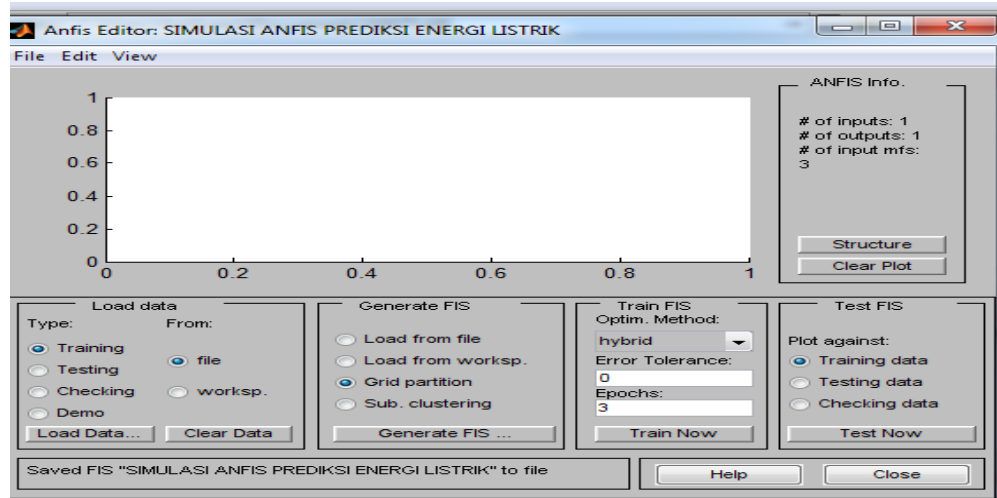 Anfis Editor: SIMULASI ANFIS PREDIKSI ENERGI LISTRIK
File Edit View
1
0.8
0.6
0.4
0.2
0
0 0.2 0.4 0.6 0.8 1
ANFIS Info.
# of inputs: 1
# of outputs: 1
# of input mfs:
3
Structure
Clear Plot
Load data
Type: From:
Training
Testing
Checking
Demo
file
worksp.
Load Data... Clear Data
Generate FIS
Load from file
Load from worksp.
Grid partition
Sub. clustering
Generate FIS ...
Train FIS
Optim. Method:
hybrid
Error Tolerance:
0
Epochs:
3
Train Now
Test FIS
Plot against:
Training data
Testing data
Checking data
Test Now
Saved FIS "SIMULASI ANFIS PREDIKSI ENERGI LISTRIK" to file
Help Close